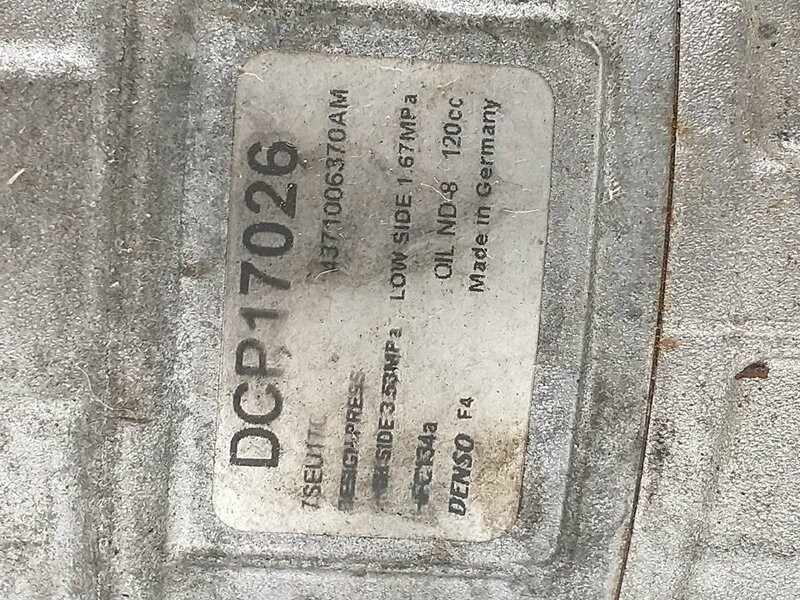 DCP17026
7SEU17C 4371006370AM
DESIGN PRESS
SIDE 3.53MPa LOW SIDE 1.67MPa
HFC134a OIL ND-8 120cc
DENSO F4 Made in Germany